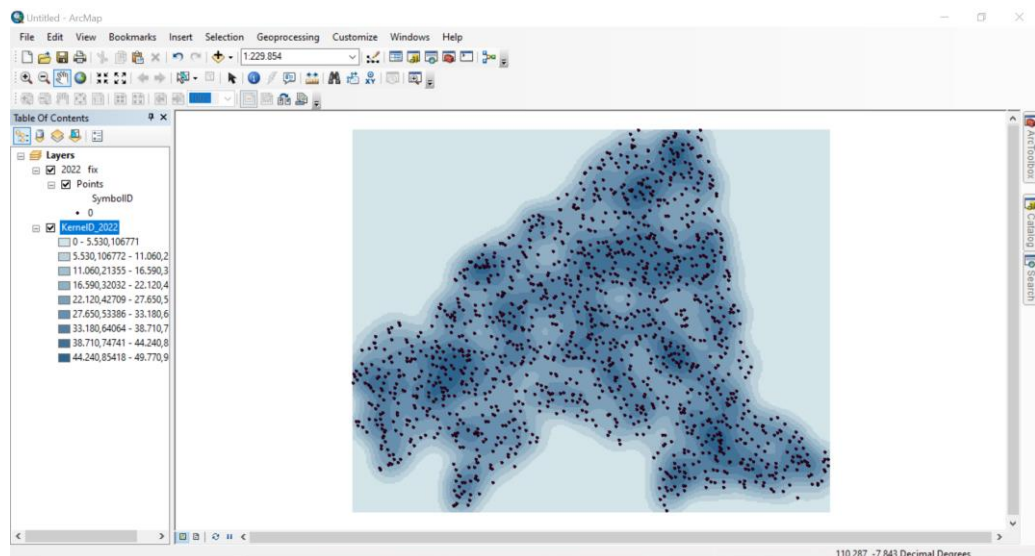 Untitled - ArcMap
File Edit View Bookmarks Insert Selection Geoprocessing Customize Windows Help
1:229.854
Table Of Contents
Layers
2022 fix
Points
SymbolID
0
KernelD_2022
0 - 5.530,106771
5.530,106772 - 11.060,2
11.060,21355 - 16.590,3
16.590,32032 - 22.120,4
22.120,42709 - 27.650,5
27.650,53386 - 33.180,6
33.180,64064 - 38.710,7
38.710,74741 - 44.240,8
44.240,85418 - 49.770,9
ArcToolbox
Catalog
Search
110,287 -7,843 Decimal Degrees